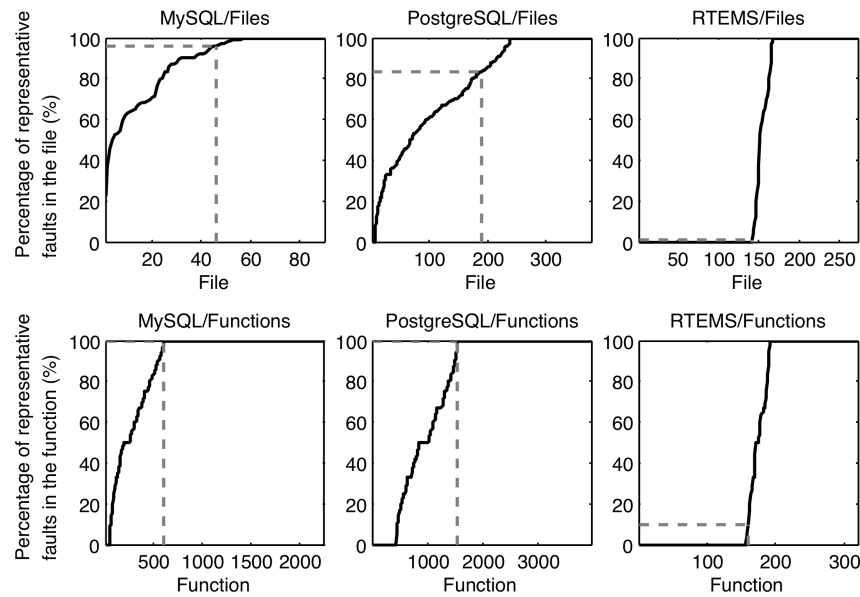 MySQL/Files PostgreSQL/Files RTEMS/Files
Percentage of representative
faults in the file (%)
100 100 100
80 80 80
60 60 60
40 40 40
20 20 20
0 0 0
20 40 60 80 100 200 300 50 100 150 200 250
File File File
MySQL/Functions PostgreSQL/Functions RTEMS/Functions
Percentage of representative
faults in the function (%)
100 100 100
80 80 80
60 60 60
40 40 40
20 20 20
0 0 0
500 1000 1500 2000 1000 2000 3000 100 200 300
Function Function Function